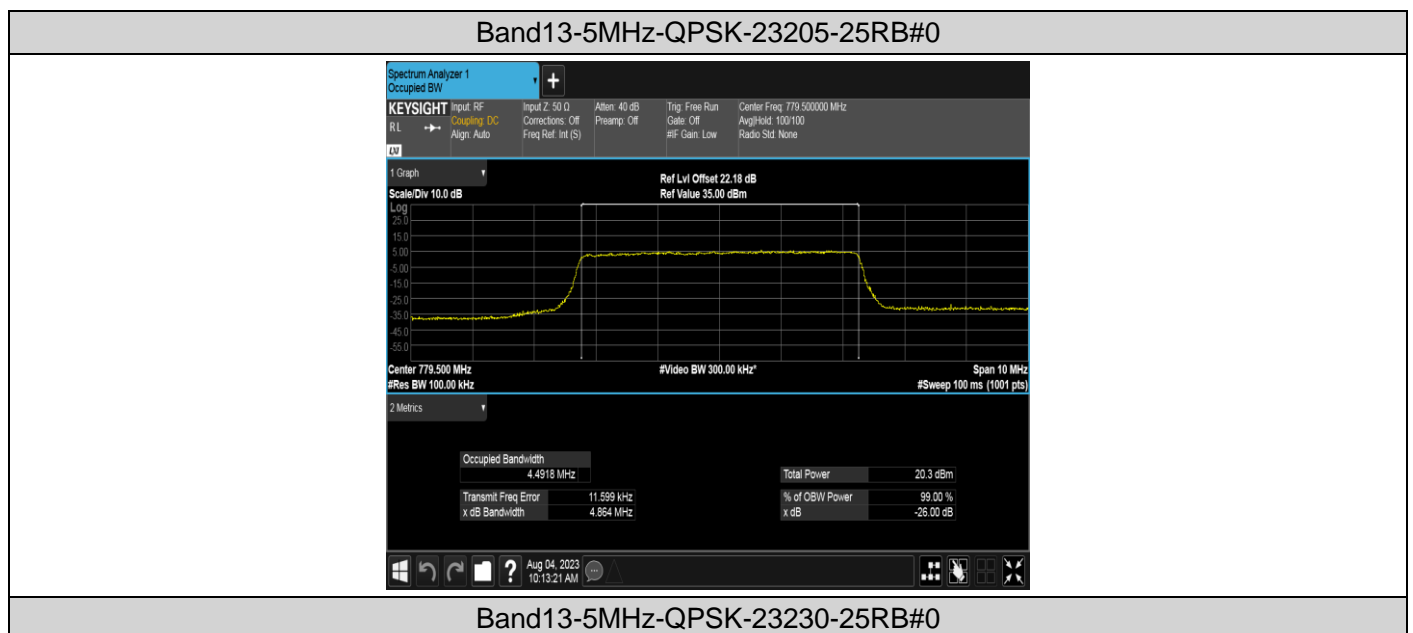 Band13-5MHz-QPSK-23205-25RB#0
Spectrum Analyzer 1
Occupied BW
+
KEYSIGHT Input: RF Input Z: 50 Ω Atten: 40 dB Trig: Free Run Center Freq: 779.500000 MHz
RL Coupling: DC Corrections: Off Preamp: Off Gate: Off Avg|Hold: 100/100
Align: Auto Freq Ref: Int (S) #IF Gain: Low Radio Std: None
1 Graph Ref Lvl Offset 22.18 dB
Scale/Div 10.0 dB Ref Value 35.00 dBm
Log
25.0
15.0
5.00
-5.00
-15.0
-25.0
-35.0
-45.0
-55.0
Center 779.500 MHz #Video BW 300.00 kHz* Span 10 MHz
#Res BW 100.00 kHz #Sweep 100 ms (1001 pts)
2 Metrics
Occupied Bandwidth
4.4918 MHz Total Power 20.3 dBm
Transmit Freq Error 11.599 kHz % of OBW Power 99.00 %
x dB Bandwidth 4.864 MHz x dB -26.00 dB
? Aug 04, 2023
10:13:21 AM
Band13-5MHz-QPSK-23230-25RB#0